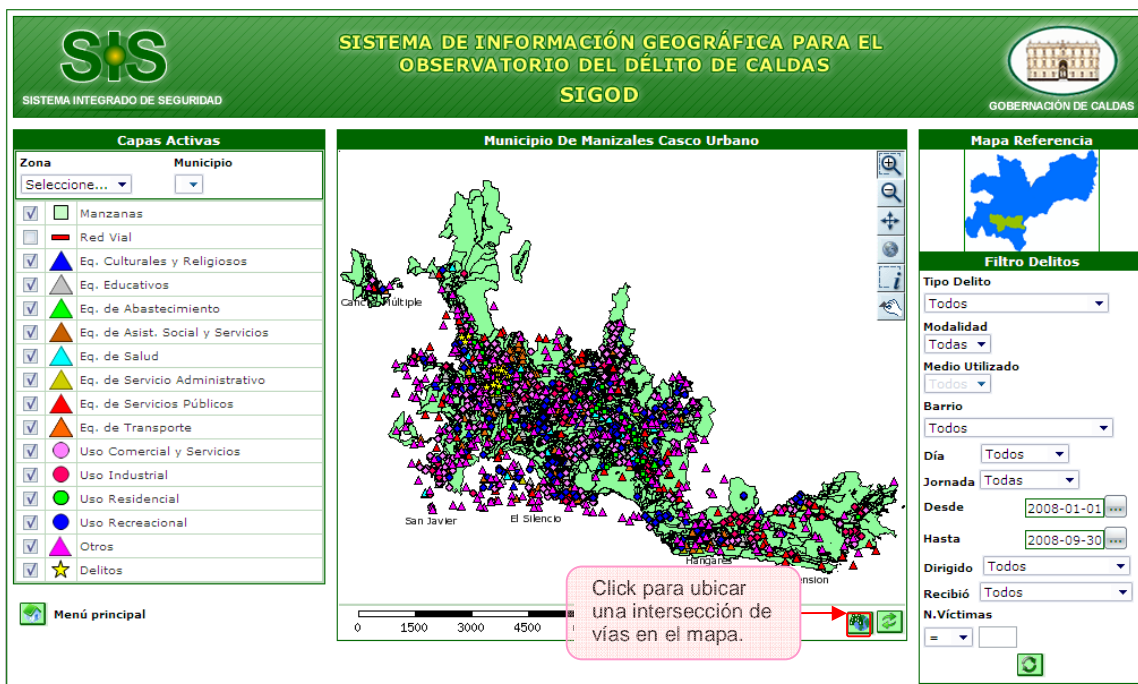 SIS
SISTEMA INTEGRADO DE SEGURIDAD
SISTEMA DE INFORMACIÓN GEOGRÁFICA PARA EL
OBSERVATORIO DEL DÉLITO DE CALDAS
SIGOD
GOBERNACIÓN DE CALDAS
Capas Activas
Zona
Municipio
Seleccione...
Manzanas
Red Vial
Eq. Culturales y Religiosos
Eq. Educativos
Eq. de Abastecimiento
Eq. de Asist. Social y Servicios
Eq. de Salud
Eq. de Servicio Administrativo
Eq. de Servicios Públicos
Eq. de Transporte
Uso Comercial y Servicios
Uso Industrial
Uso Residencial
Uso Recreacional
Otros
Delitos
Menú principal
Municipio De Manizales Casco Urbano
San Javier
El Silencio
Hangares
0 1500 3000 4500
Click para ubicar
una intersección de
vías en el mapa.
Mapa Referencia
Filtro Delitos
Tipo Delito
Todos
Modalidad
Todas
Medio Utilizado
Todos
Barrio
Todos
Día Todos
Jornada Todas
Desde 2008-01-01 ...
Hasta 2008-09-30 ...
Dirigido Todos
Recibió Todos
N.Víctimas
=